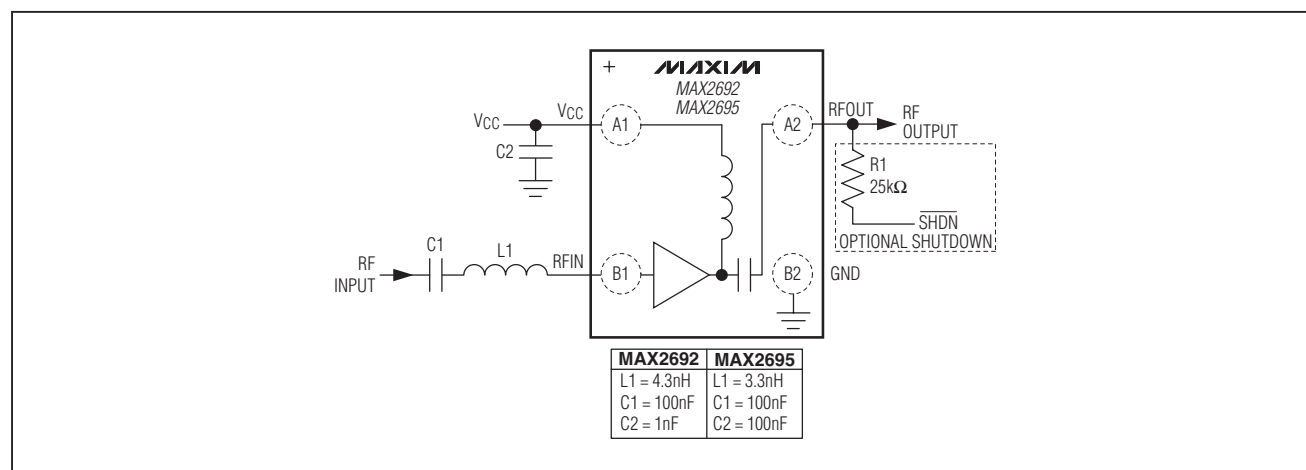 +
MAXIM
MAX2692
MAX2695
VCC
VCC
A1
A2
RFOUT
RF
OUTPUT
C2
R1
25kΩ
SHDN
OPTIONAL SHUTDOWN
RF
INPUT
C1
L1
RFIN
B1
B2
GND
MAX2692 MAX2695
L1 = 4.3nH L1 = 3.3nH
C1 = 100nF C1 = 100nF
C2 = 1nF C2 = 100nF